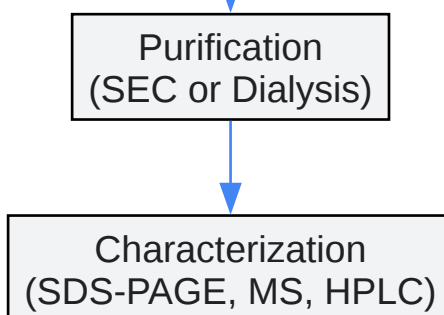 Purification
(SEC or Dialysis)
Characterization
(SDS-PAGE, MS, HPLC)